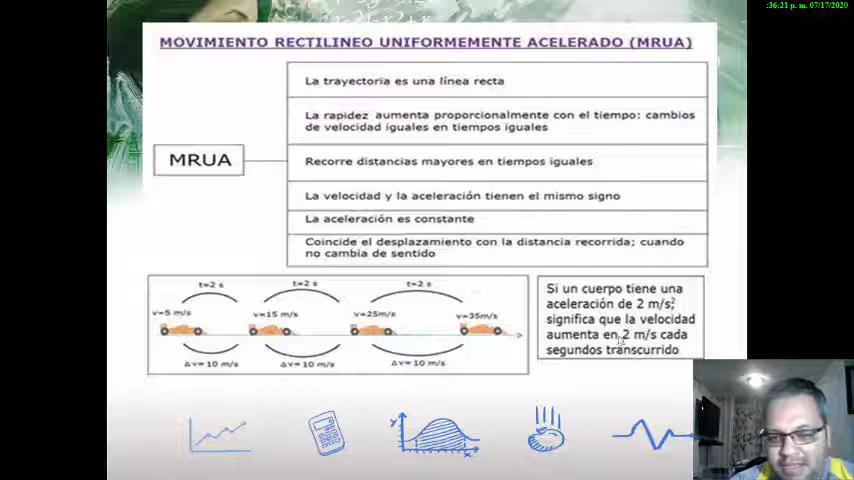 :36:21 p. m. 07/17/2020
MOVIMIENTO RECTILINEO UNIFORMEMENTE ACELERADO (MRUA)
MRUA
La trayectoria es una línea recta
La rapidez aumenta proporcionalmente con el tiempo: cambios
de velocidad iguales en tiempos iguales
Recorre distancias mayores en tiempos iguales
La velocidad y la aceleración tienen el mismo signo
La aceleración es constante
Coincide el desplazamiento con la distancia recorrida; cuando
no cambia de sentido
t=2 s
t=2 s
t=2 s
v=5 m/s
v=15 m/s
v=25m/s
v=35m/s
Δv=10 m/s
Δv=10 m/s
Δv=10 m/s
Si un cuerpo tiene una
aceleración de 2 m/s²;
significa que la velocidad
aumenta en 2 m/s cada
segundos transcurrido
y
x